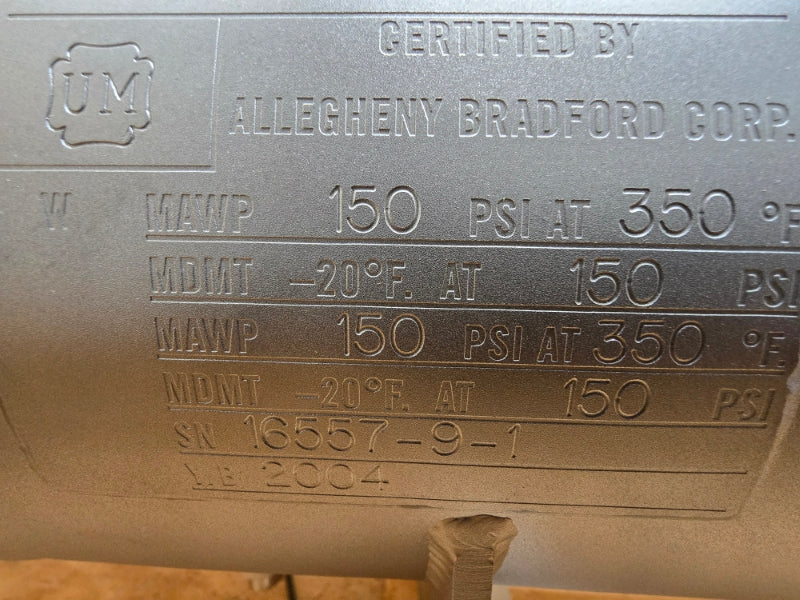 UM
CERTIFIED BY
ALLEGHENY BRADFORD CORP.
W MAWP 150 PSI AT 350 °F.
MDMT -20°F. AT 150 PSI
MAWP 150 PSI AT 350 °F.
MDMT -20°F. AT 150 PSI
SN 16557-9-1
Y.B 2004